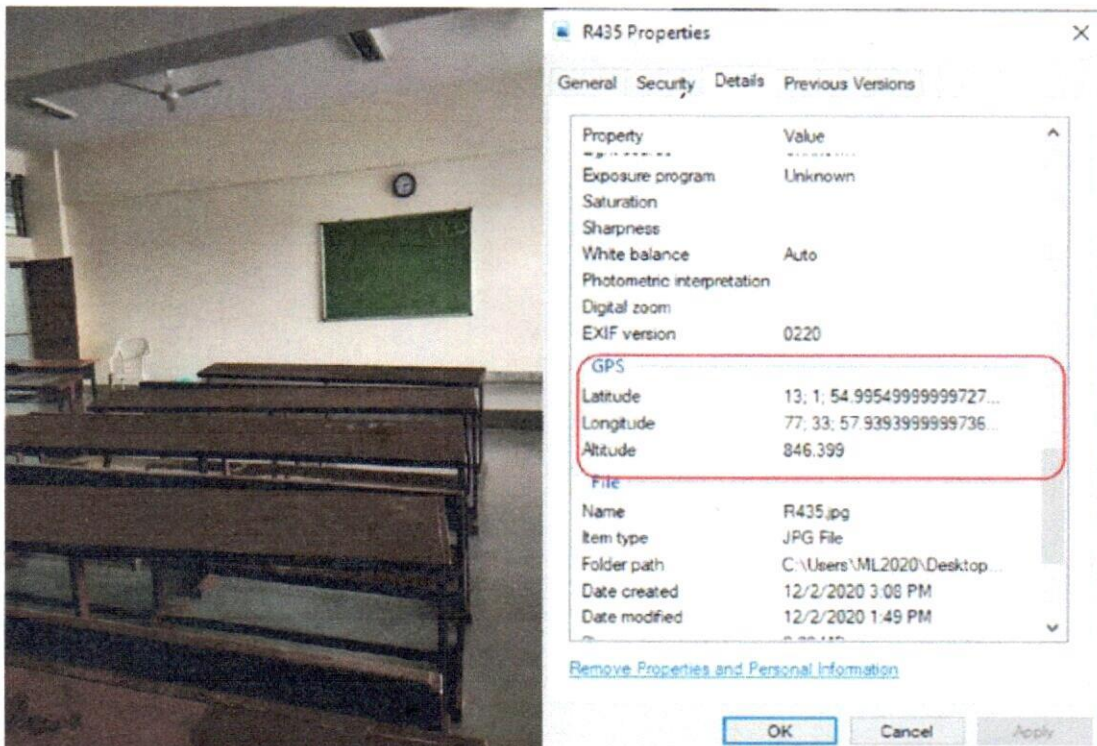 R435 Properties
General Security Details Previous Versions
Property Value
Exposure program Unknown
Saturation
Sharpness
White balance Auto
Photometric interpretation
Digital zoom
EXIF version 0220
GPS
Latitude 13; 1; 54.99549999999727...
Longitude 77; 33; 57.9393999999736...
Altitude 846.399
File
Name R435.jpg
Item type JPG File
Folder path C:\Users\ML2020\Desktop...
Date created 12/2/2020 3:08 PM
Date modified 12/2/2020 1:49 PM
Remove Properties and Personal Information
OK Cancel Apply